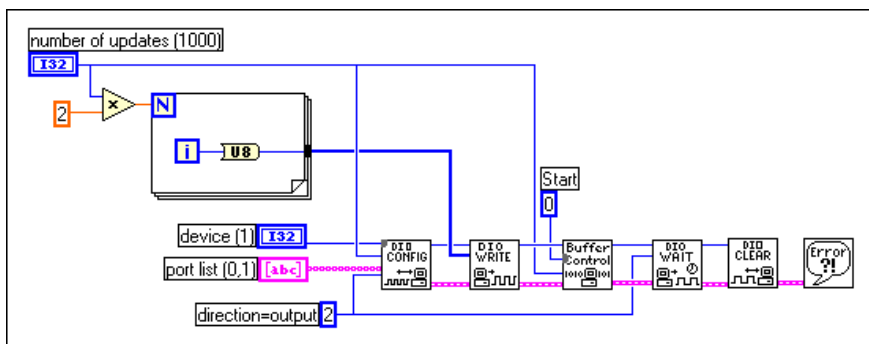 number of updates (1000)
I32
2
x
N
i
U8
Start
0
device (1)
I32
port list (0,1)
[abc]
direction=output
2
DIO
CONFIG
DIO
WRITE
Buffer
Control
DIO
WAIT
DIO
CLEAR
Error
?!